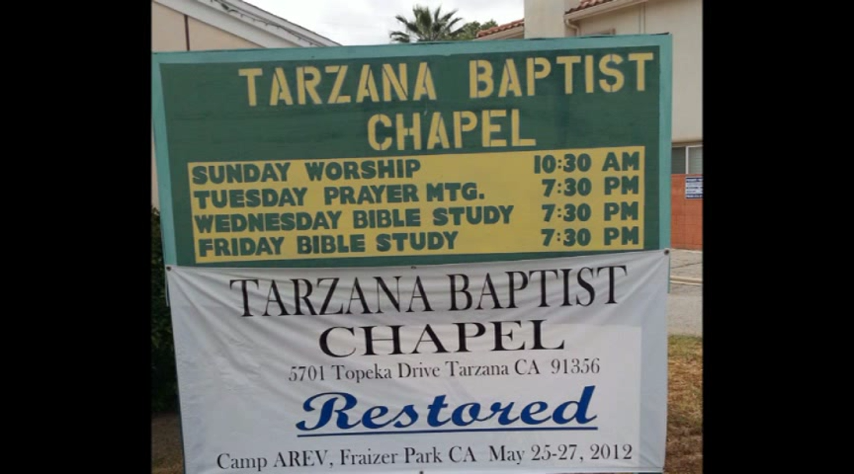 TARZANA BAPTIST
CHAPEL
SUNDAY WORSHIP 10:30 AM
TUESDAY PRAYER MTG. 7:30 PM
WEDNESDAY BIBLE STUDY 7:30 PM
FRIDAY BIBLE STUDY 7:30 PM
TARZANA BAPTIST
CHAPEL
5701 Topeka Drive Tarzana CA 91356
Restored
Camp AREV, Fraizer Park CA May 25-27, 2012